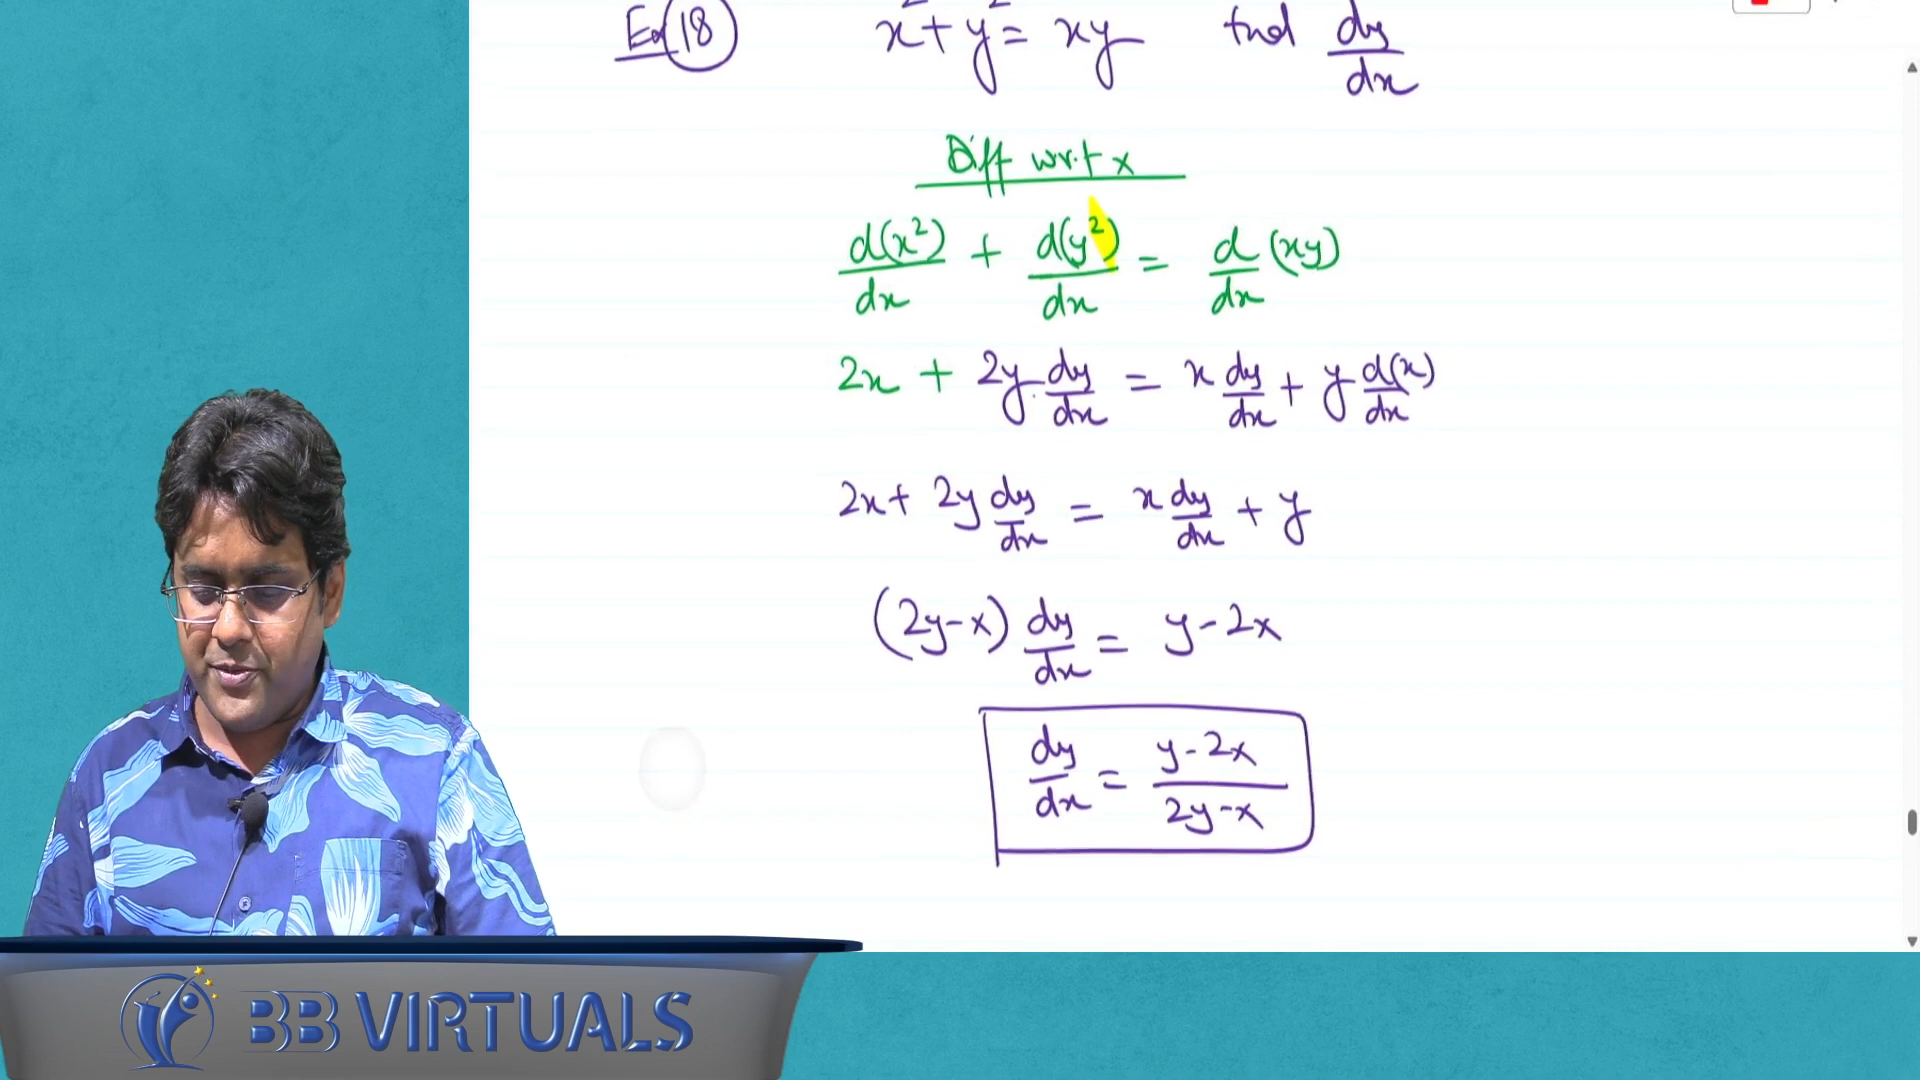 Ex 18 x² + y² = xy find dy/dx
Diff w.r.t x
d(x²)/dx + d(y²)/dx = d/dx (xy)
2x + 2y·dy/dx = x dy/dx + y d(x)/dx
2x + 2y dy/dx = x dy/dx + y
(2y-x) dy/dx = y - 2x
dy/dx = y-2x/2y-x
BB VIRTUALS